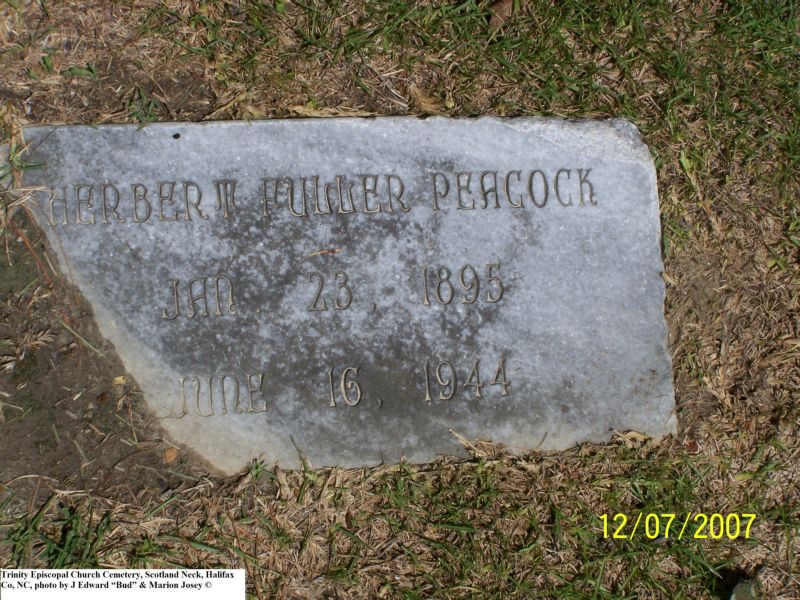 HERBERT FULLER PEACOCK
JAN 23, 1895
JUNE 16, 1944
12/07/2007
Trinity Episcopal Church Cemetery, Scotland Neck, Halifax
Co, NC, photo by J Edward “Bud” & Marion Josey ©